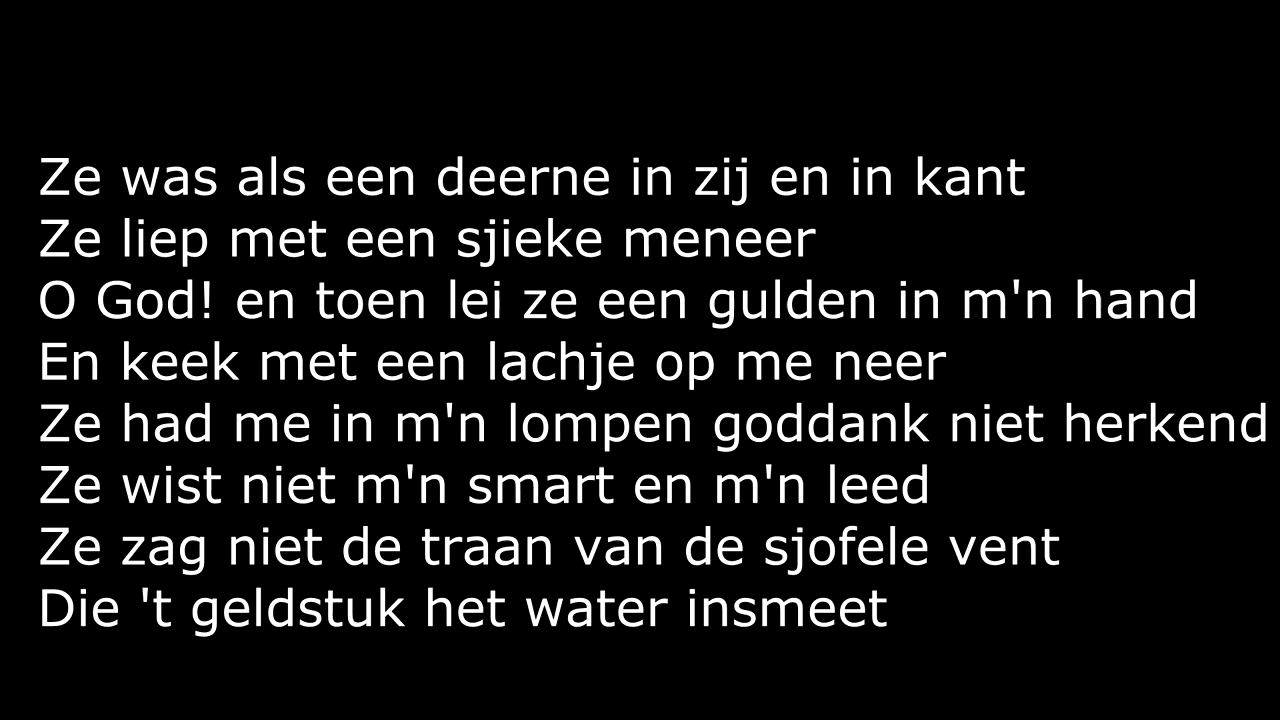 Ze was als een deerne in zij en in kant
Ze liep met een sjieke meneer
O God! en toen lei ze een gulden in m'n hand
En keek met een lachje op me neer
Ze had me in m'n lompen goddank niet herkend
Ze wist niet m'n smart en m'n leed
Ze zag niet de traan van de sjofele vent
Die 't geldstuk het water insmeet